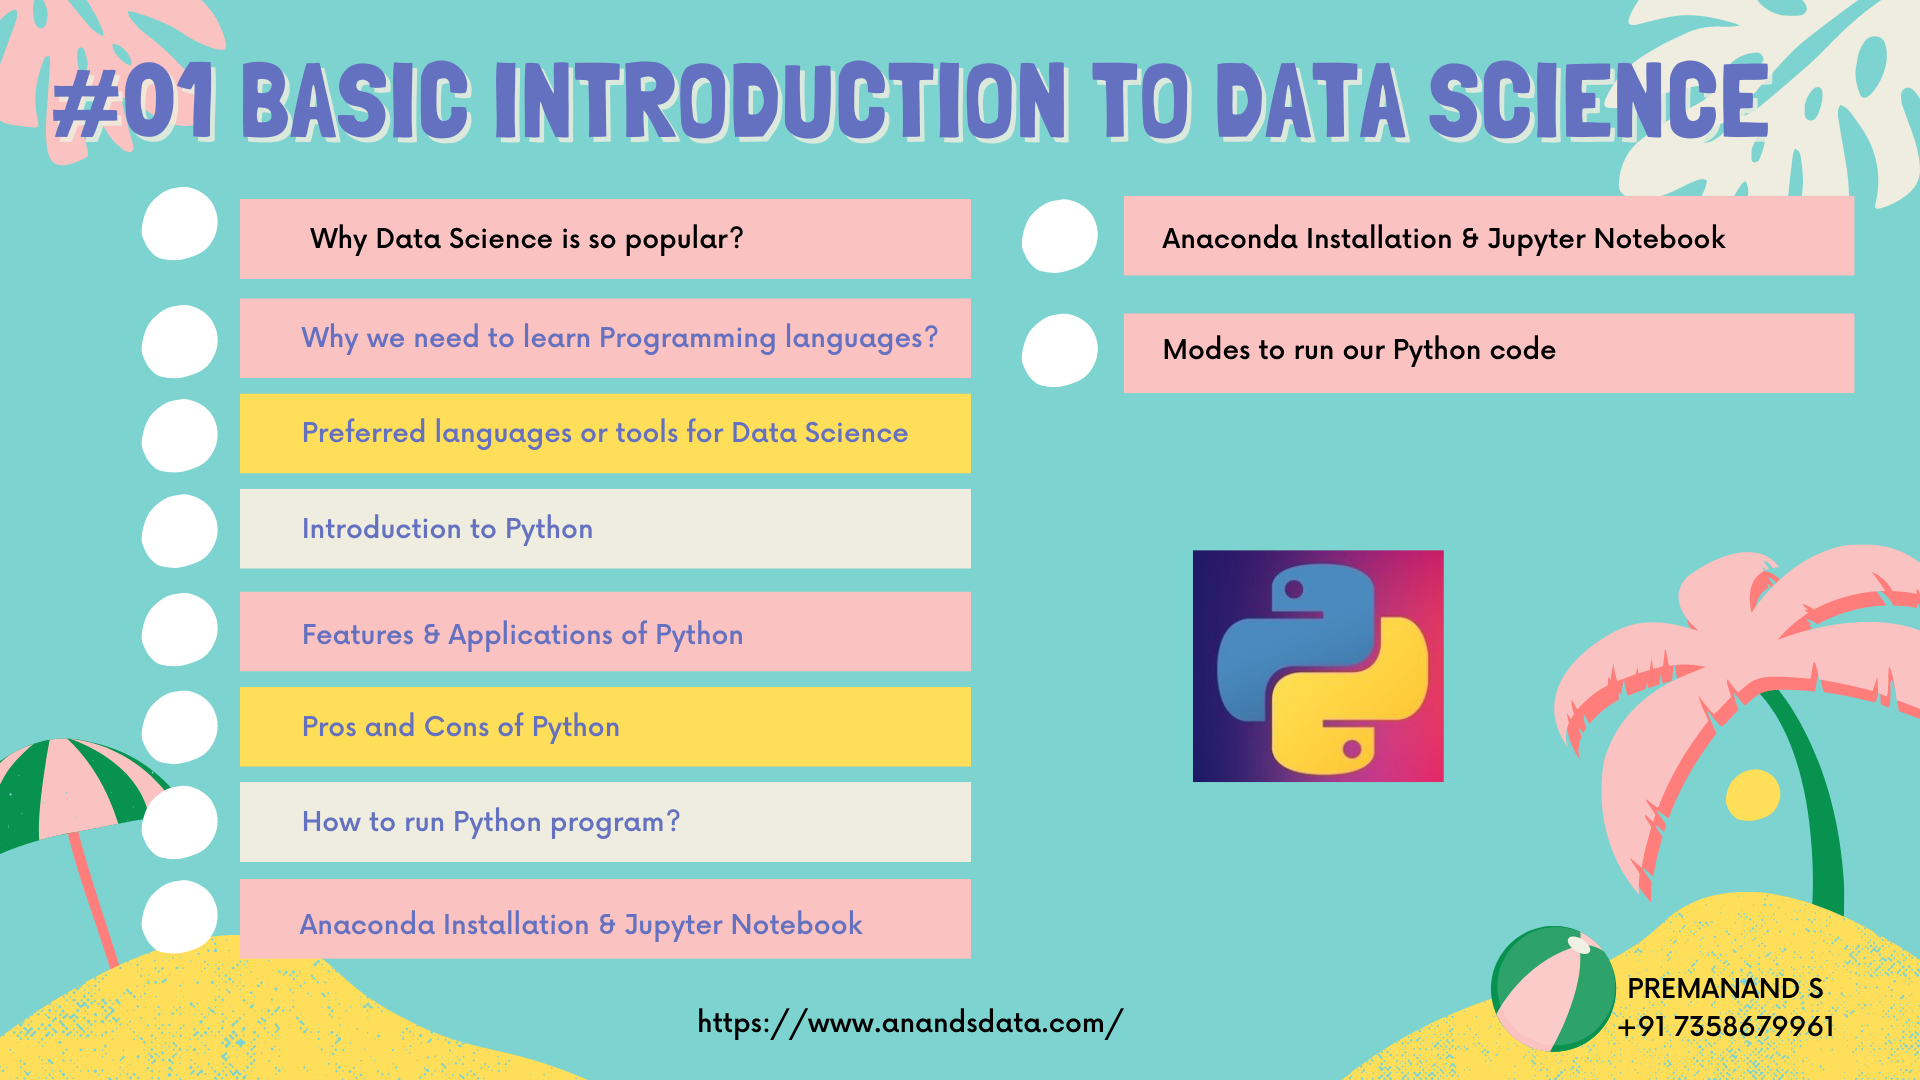 #01 BASIC INTRODUCTION TO DATA SCIENCE
Why Data Science is so popular?
Why we need to learn Programming languages?
Preferred languages or tools for Data Science
Introduction to Python
Features & Applications of Python
Pros and Cons of Python
How to run Python program?
Anaconda Installation & Jupyter Notebook
Anaconda Installation & Jupyter Notebook
Modes to run our Python code
https://www.anandsdata.com/
PREMANAND S
+91 7358679961